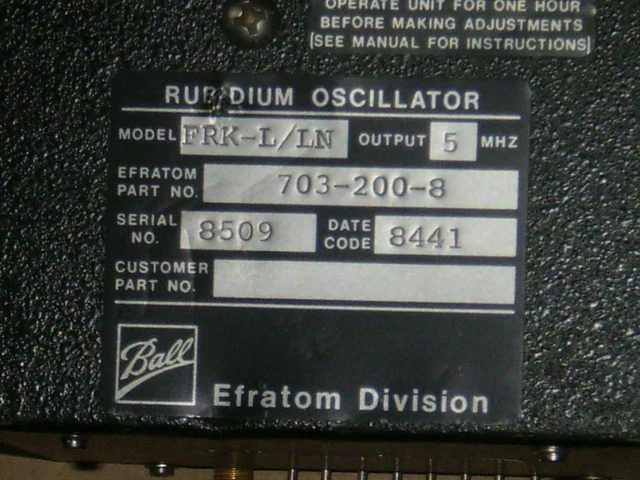 OPERATE UNIT FOR ONE HOUR
BEFORE MAKING ADJUSTMENTS
(SEE MANUAL FOR INSTRUCTIONS)
RUBIDIUM OSCILLATOR
MODEL FRK-L/LN OUTPUT 5 MHZ
EFRATOM PART NO. 703-200-8
SERIAL NO. 8509 DATE CODE 8441
CUSTOMER PART NO.
Ball
Efratom Division